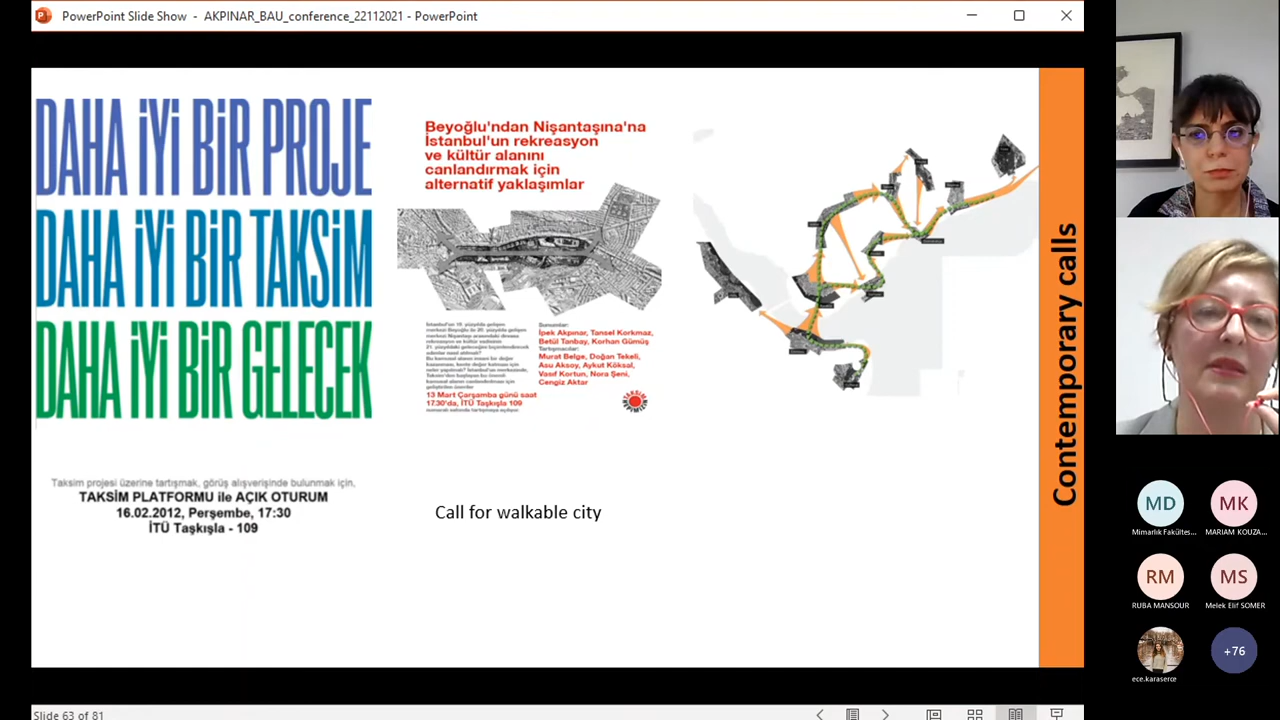 PowerPoint Slide Show - AKPINAR_BAU_conference_22112021 - PowerPoint
DAHA İYİ BİR PROJE
DAHA İYİ BİR TAKSİM
DAHA İYİ BİR GELECEK
Taksim projesi üzerine tartışmak, görüş alışverişinde bulunmak için,
TAKSİM PLATFORMU ile AÇIK OTURUM
16.02.2012, Perşembe, 17:30
İTÜ Taşkışla - 109
Beyoğlu'ndan Nişantaşına'na
İstanbul'un rekreasyon
ve kültür alanını
canlandırmak için
alternatif yaklaşımlar
Sunumlar:
İpek Akpınar, Tansel Korkmaz,
Betül Tanbay, Korhan Gümüş
Tartışmacılar:
Murat Belge, Doğan Tekeli,
Asu Aksoy, Aykut Köksal,
Vasıf Kortun, Nora Şeni,
Cengiz Aktar
13 Mart Çarşamba günü saat
17:30'da, İTÜ Taşkışla 109
Call for walkable city
Contemporary calls
MD
Mimarlık Fakültes...
MK
MARIAM KOUZA...
RM
RUBA MANSOUR
MS
Melek Elif SOMER
ece.karaserce
+76
Slide 63 of 81